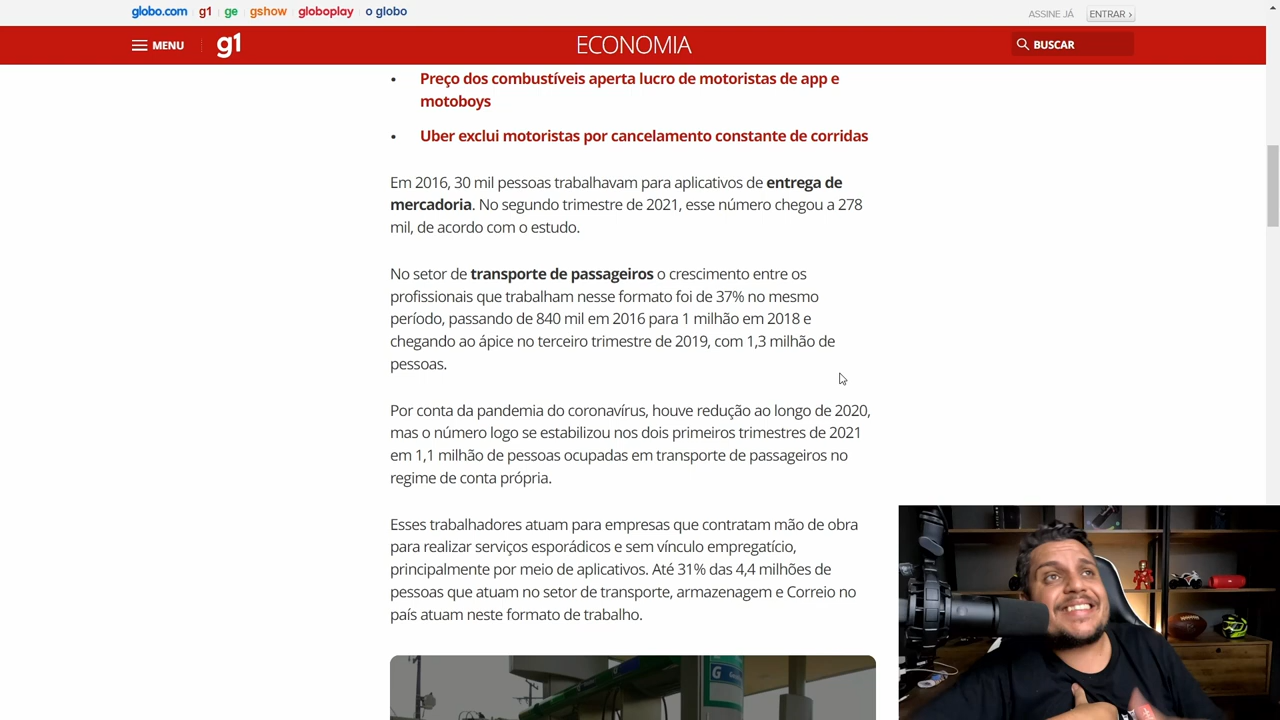 globo.com g1 ge gshow globoplay o globo
ASSINE JÁ ENTRAR ›
MENU g1 ECONOMIA BUSCAR
• Preço dos combustíveis aperta lucro de motoristas de app e
motoboys
• Uber exclui motoristas por cancelamento constante de corridas
Em 2016, 30 mil pessoas trabalhavam para aplicativos de entrega de
mercadoria. No segundo trimestre de 2021, esse número chegou a 278
mil, de acordo com o estudo.
No setor de transporte de passageiros o crescimento entre os
profissionais que trabalham nesse formato foi de 37% no mesmo
período, passando de 840 mil em 2016 para 1 milhão em 2018 e
chegando ao ápice no terceiro trimestre de 2019, com 1,3 milhão de
pessoas.
Por conta da pandemia do coronavírus, houve redução ao longo de 2020,
mas o número logo se estabilizou nos dois primeiros trimestres de 2021
em 1,1 milhão de pessoas ocupadas em transporte de passageiros no
regime de conta própria.
Esses trabalhadores atuam para empresas que contratam mão de obra
para realizar serviços esporádicos e sem vínculo empregatício,
principalmente por meio de aplicativos. Até 31% das 4,4 milhões de
pessoas que atuam no setor de transporte, armazenagem e Correio no
país atuam neste formato de trabalho.
G